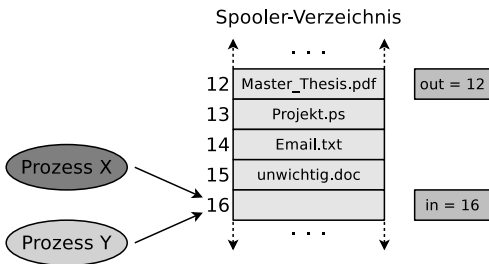 Spooler-Verzeichnis
. . .
12 Master_Thesis.pdf out = 12
13 Projekt.ps
14 Email.txt
Prozess X
15 unwichtig.doc
16 in = 16
Prozess Y
. . .